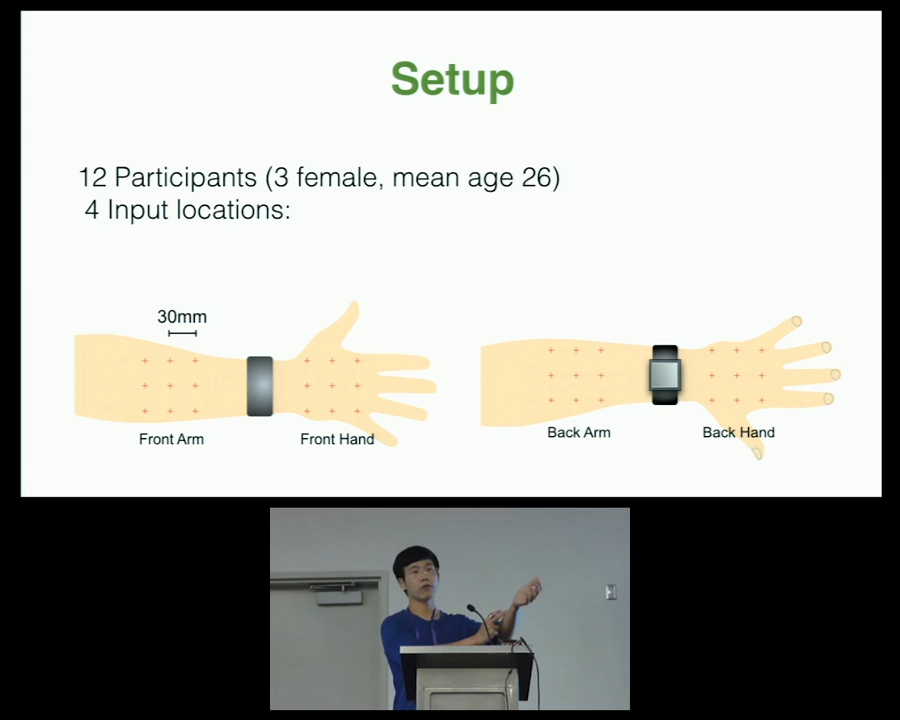 Setup
12 Participants (3 female, mean age 26)
4 Input locations:
30mm
Front Arm
Front Hand
Back Arm
Back Hand